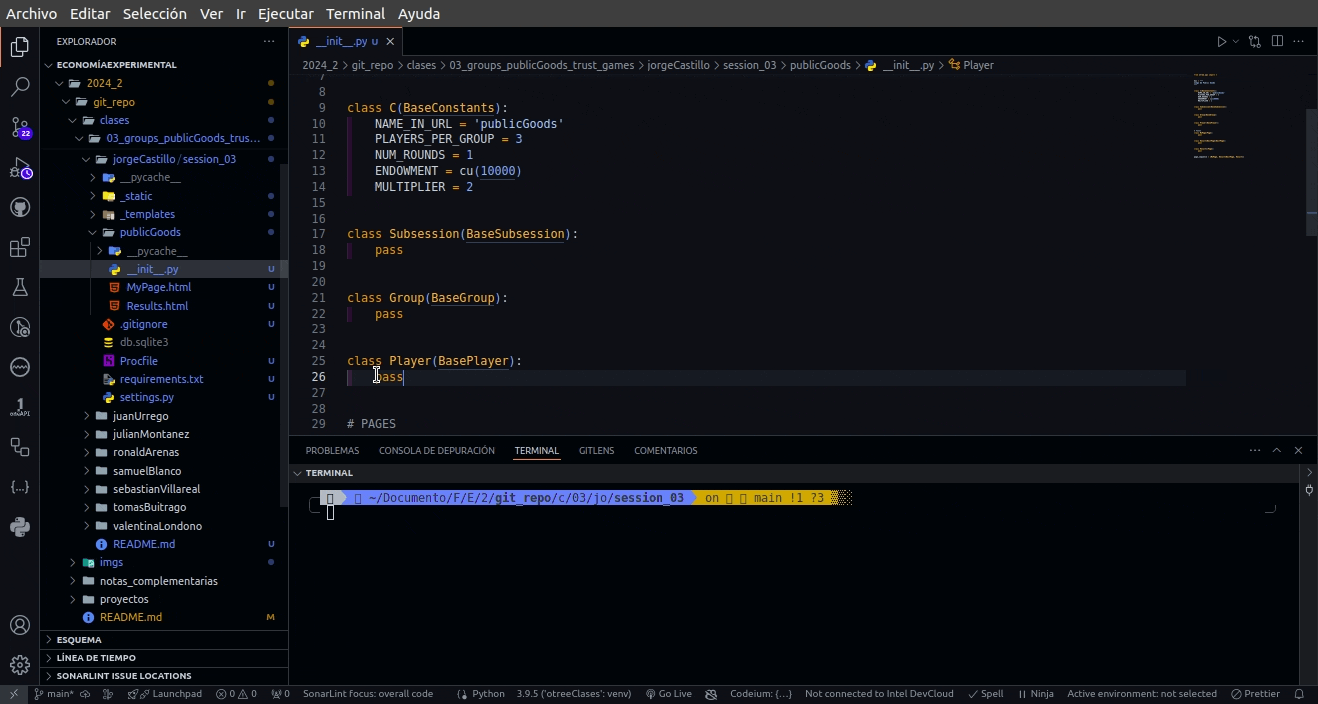 Archivo Editar Selección Ver Ir Ejecutar Terminal Ayuda
EXPLORADOR
ECONOMÍAEXPERIMENTAL
2024_2
git_repo
clases
03_groups_publicGoods_trus...
jorgeCastillo / session_03
__pycache__
_static
_templates
publicGoods
__pycache__
__init__.py U
MyPage.html U
Results.html U
.gitignore U
db.sqlite3
Procfile U
requirements.txt U
settings.py U
juanUrrego
julianMontanez
ronaldArenas
samuelBlanco
sebastianVillareal
tomasBuitrago
valentinaLondono
README.md U
imgs
notas_complementarias
proyectos
README.md M
ESQUEMA
LÍNEA DE TIEMPO
SONARLINT ISSUE LOCATIONS
22
__init__.py U
2024_2 > git_repo > clases > 03_groups_publicGoods_trust_games > jorgeCastillo > session_03 > publicGoods > __init__.py > Player
7
8
9 class C(BaseConstants):
10 NAME_IN_URL = 'publicGoods'
11 PLAYERS_PER_GROUP = 3
12 NUM_ROUNDS = 1
13 ENDOWMENT = cu(10000)
14 MULTIPLIER = 2
15
16
17 class Subsession(BaseSubsession):
18 pass
19
20
21 class Group(BaseGroup):
22 pass
23
24
25 class Player(BasePlayer):
26 pass
27
28
29 # PAGES
PROBLEMAS CONSOLA DE DEPURACIÓN TERMINAL GITLENS COMENTARIOS
TERMINAL
~/Documento/F/E/2/git_repo/c/03/jo/session_03 on main !1 ?3
main* Launchpad 0 0 0 SonarLint focus: overall code Python 3.9.5 ('otreeClases': venv) Go Live Codeium: {...} Not connected to Intel DevCloud Spell Ninja Active environment: not selected Prettier